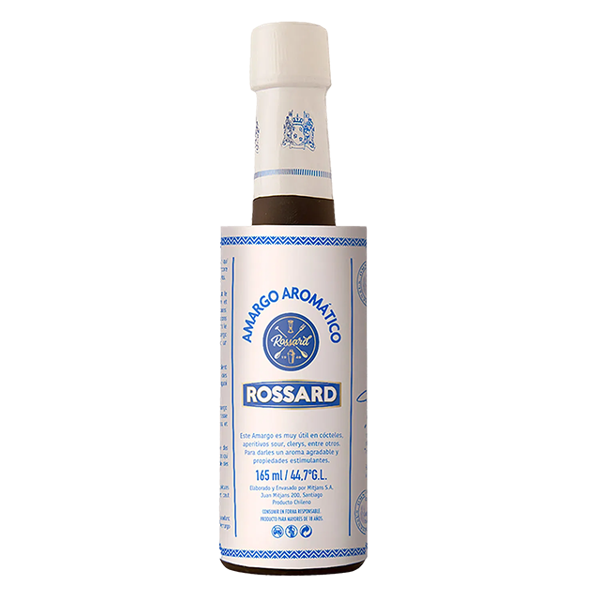 AMARGO AROMÁTICO
Rossard
ROSSARD
Este Amargo es muy útil en cócteles,
aperitivos sour, clerys, entre otros.
Para darles un aroma agradable y
propiedades estimulantes.
165 ml / 44,7°G.L.
Elaborado y Envasado por Mitjans S.A.
Juan Mitjans 200, Santiago
Producto Chileno
CONSUMIR EN FORMA RESPONSABLE.
PRODUCTO PARA MAYORES DE 18 AÑOS.